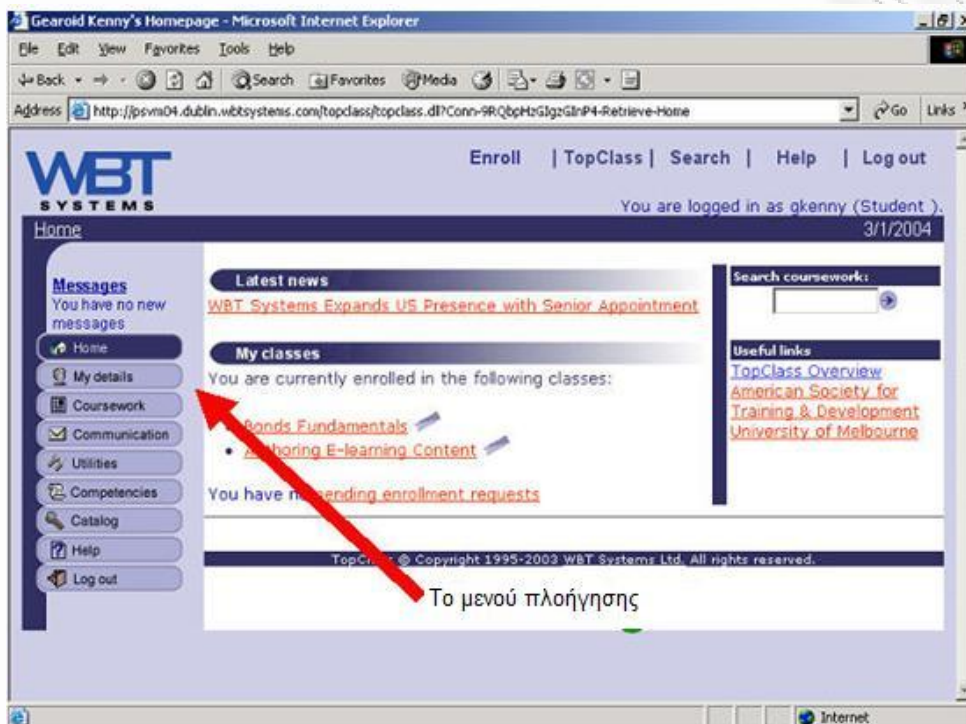 Gearoid Kenny's Homepage - Microsoft Internet Explorer
File Edit View Favorites Tools Help
Back Search Favorites Media
Address http://jpsvm04.dublin.wbtsystems.com/topclass/topclass.dll? Go Links
WBT
SYSTEMS
Enroll | TopClass | Search | Help | Log out
You are logged in as gkenny (Student ).
Home 3/1/2004
Messages
You have no new
messages
Home
My details
Coursework
Communication
Utilities
Competencies
Catalog
Help
Log out
Latest news
WBT Systems Expands US Presence with Senior Appointment
My classes
You are currently enrolled in the following classes:
Bonds Fundamentals
• Authoring E-learning Content
You have no pending enrollment requests
Search coursework:
Useful links
TopClass Overview
American Society for
Training & Development
University of Melbourne
TopClass © Copyright 1995-2003 WBT Systems Ltd. All rights reserved.
Το μενού πλοήγησης
Internet